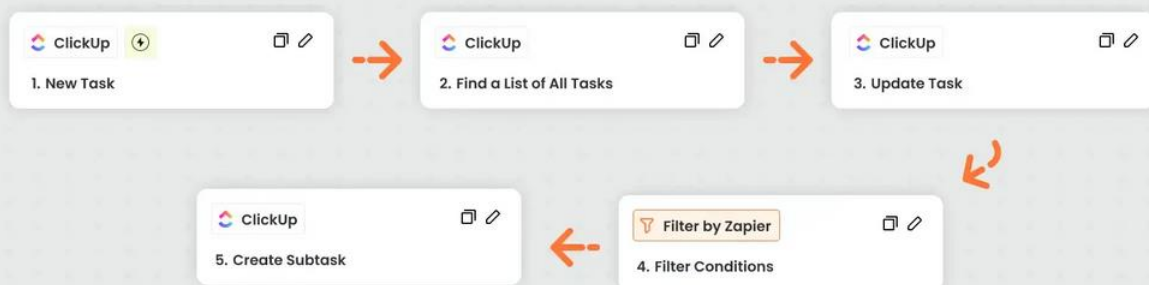 ClickUp
1. New Task
ClickUp
2. Find a List of All Tasks
ClickUp
3. Update Task
Filter by Zapier
4. Filter Conditions
ClickUp
5. Create Subtask